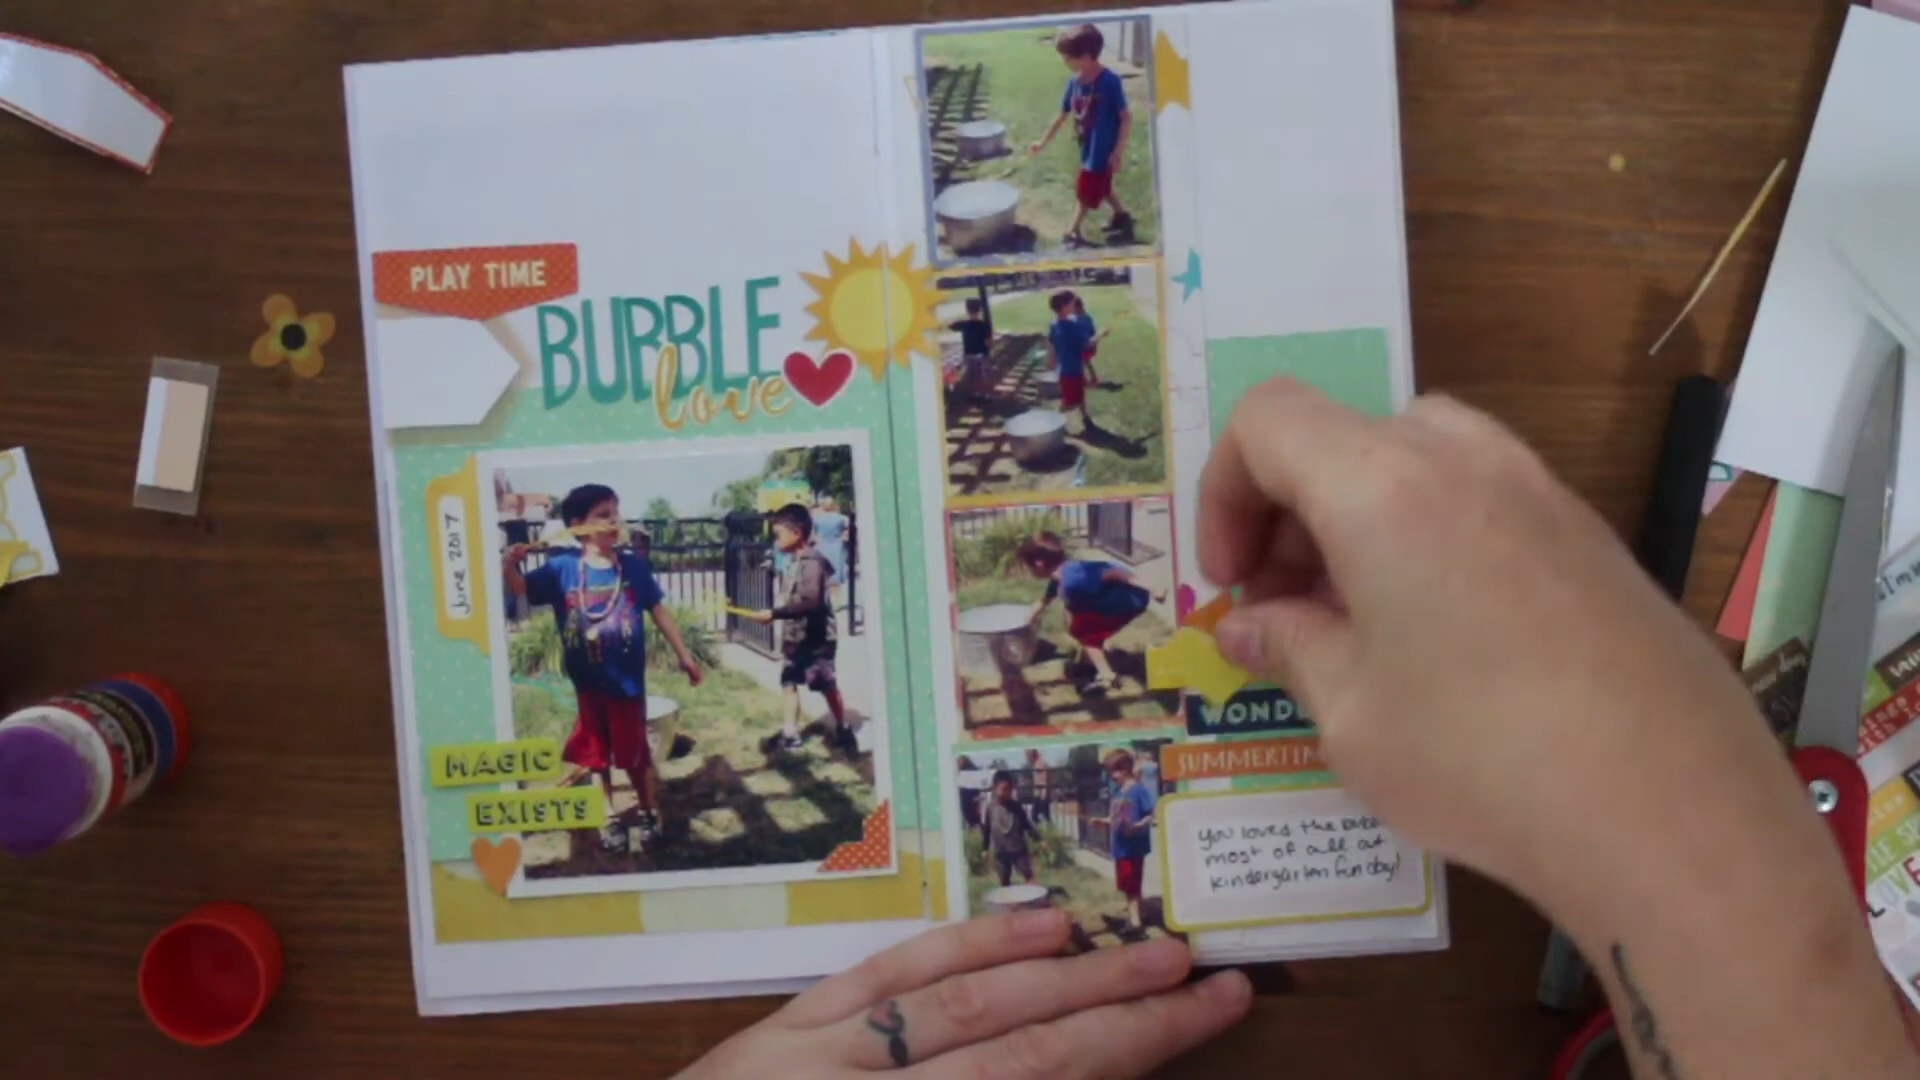 PLAY TIME
BUBBLE
love
June 2017
MAGIC
EXISTS
SUMMERTIM
you loved the
most of all at
kindergarten fun day!
I'm